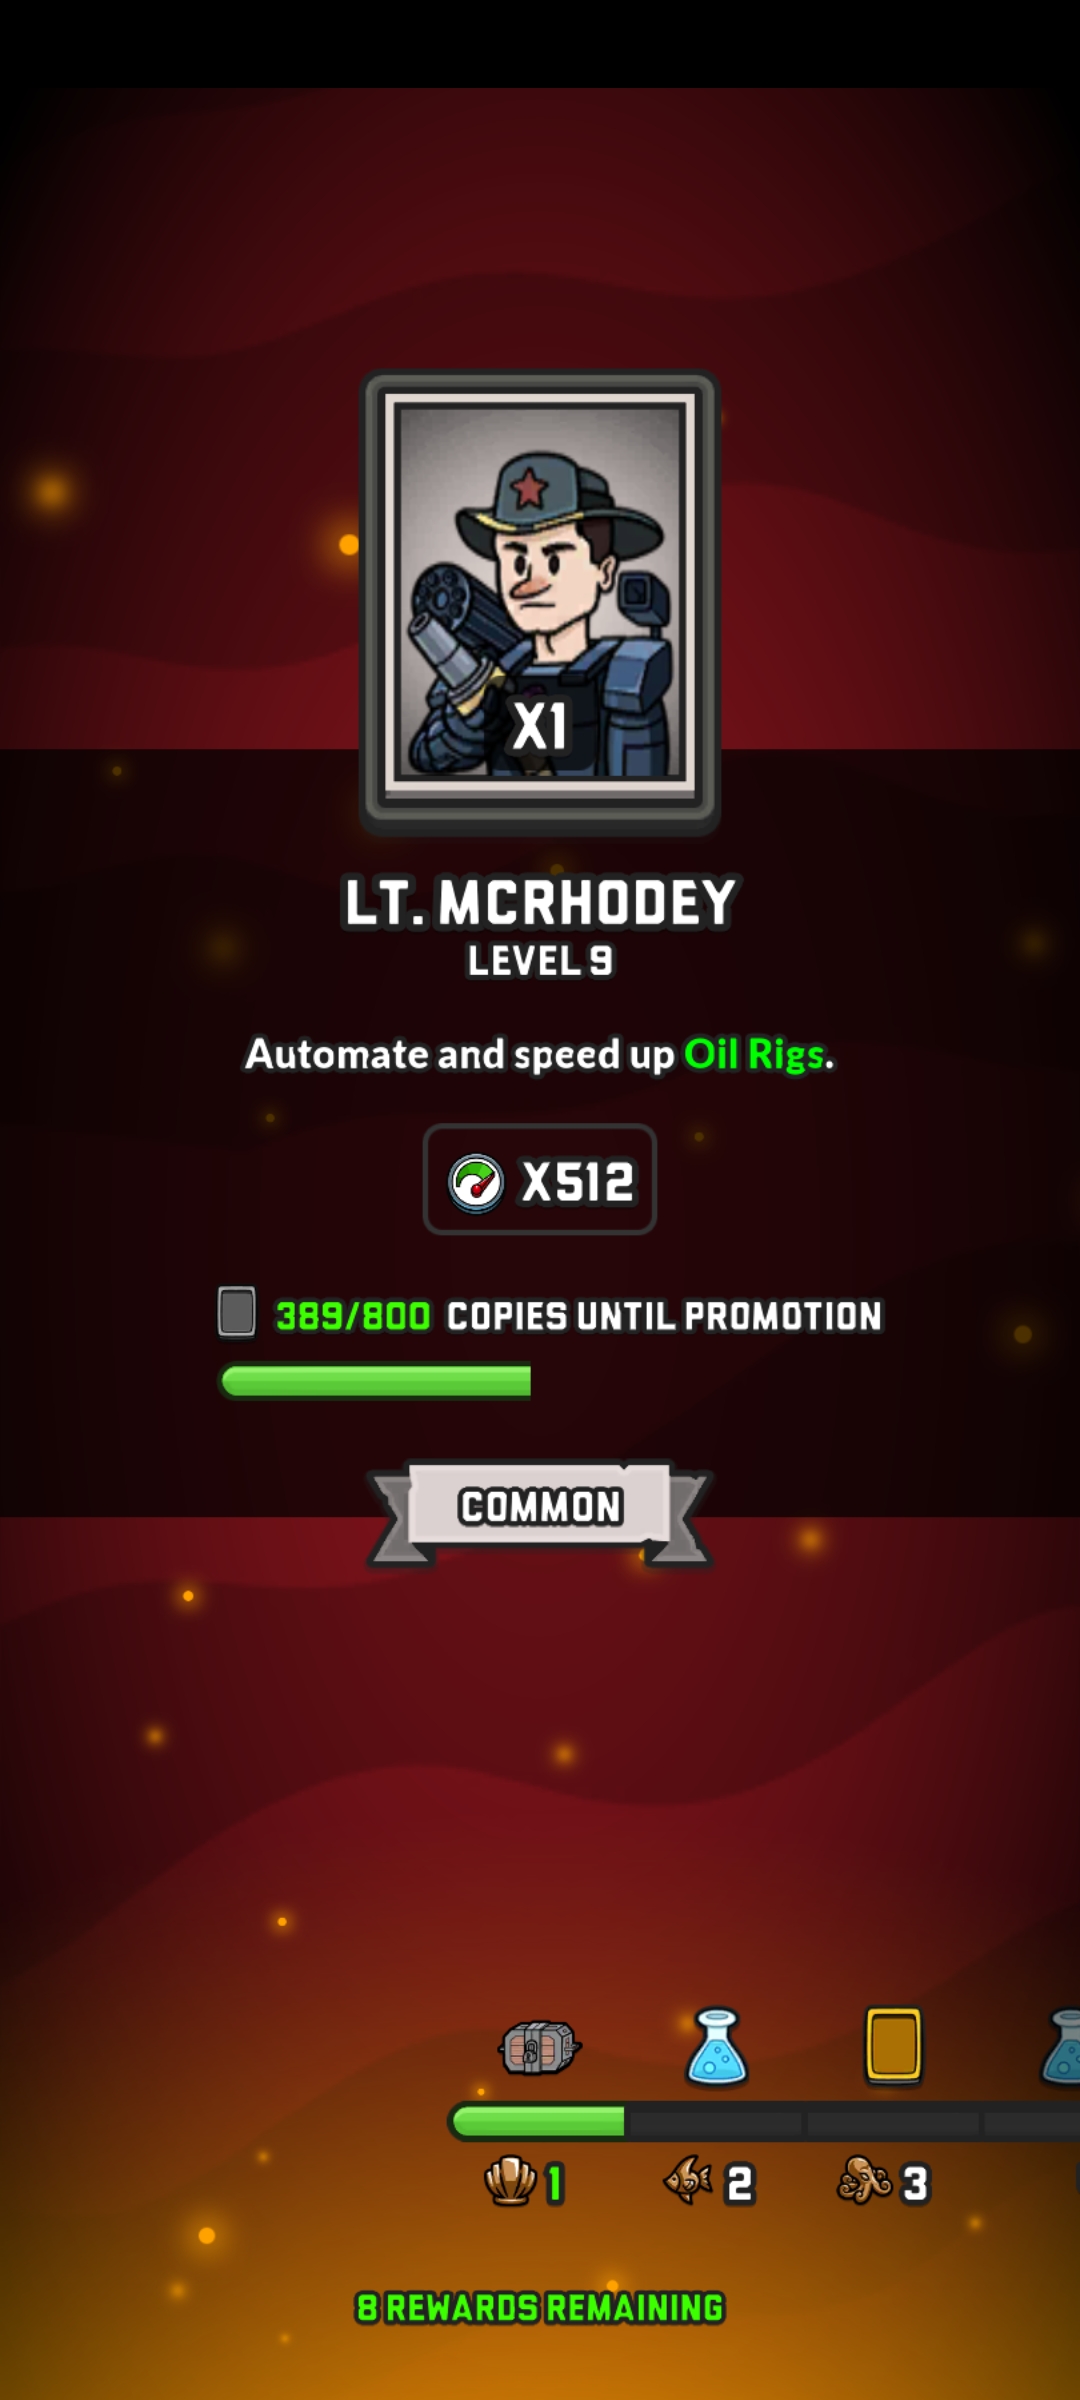 X1
LT. MCRHODEY
LEVEL 9
Automate and speed up Oil Rigs.
X512
389/800 COPIES UNTIL PROMOTION
COMMON
1 2 3
8 REWARDS REMAINING